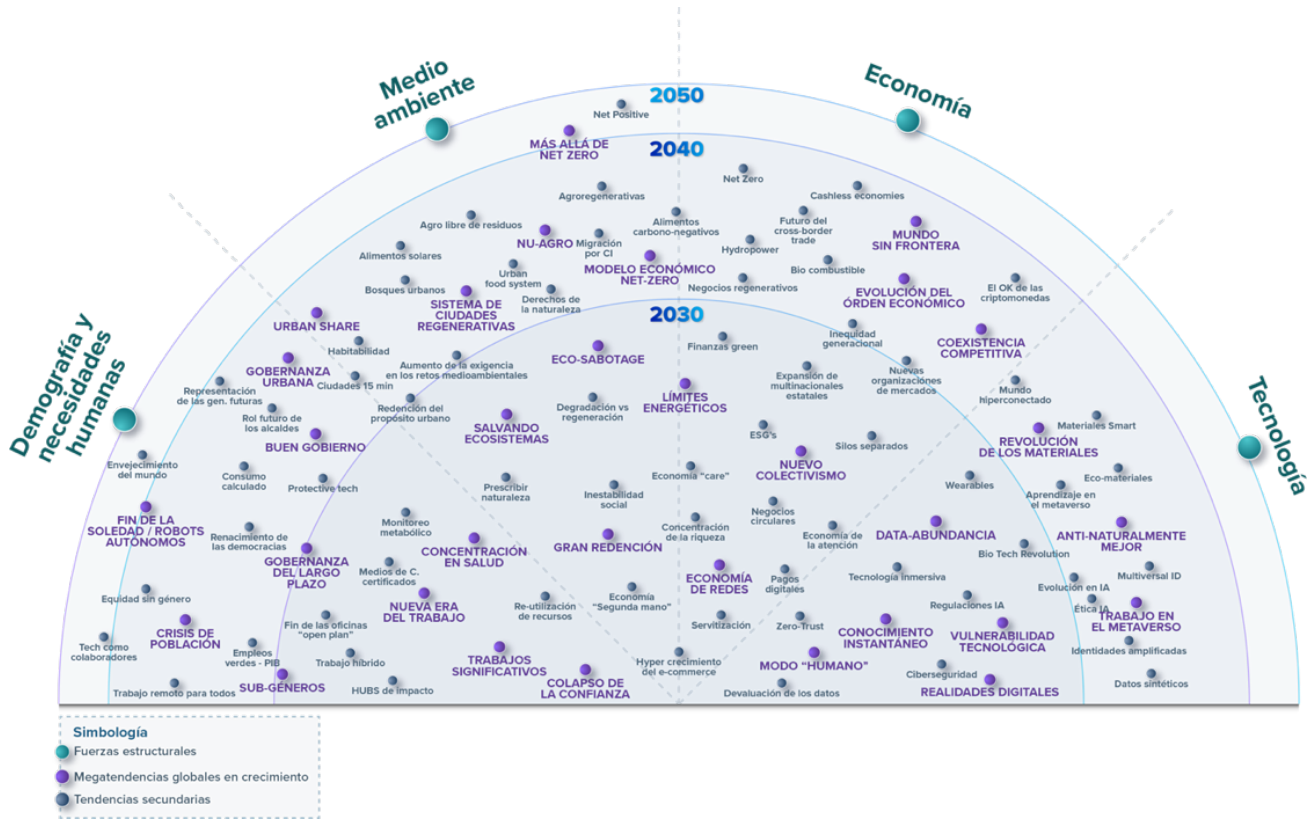 Medio
ambiente
Economía
Demografía y
necesidades
humanas
Tecnología
2050
Net Positive
MÁS ALLÁ DE
NET ZERO
2040
Net Zero
Agroregenerativas
Cashless economies
Agro libre de residuos
Alimentos
carbono-negativos
Futuro del
cross-border
trade
MUNDO
SIN FRONTERA
NU-AGRO
Migración
por CI
Hydropower
Alimentos solares
MODELO ECONÓMICO
NET-ZERO
Bio combustible
Urban
food system
Bosques urbanos
Negocios regenerativos
EVOLUCIÓN DEL
ÓRDEN ECONÓMICO
El OK de las
criptomonedas
SISTEMA DE
CIUDADES
REGENERATIVAS
Derechos de
la naturaleza
2030
URBAN SHARE
Habitabilidad
ECO-SABOTAGE
Finanzas green
Inequidad
generacional
COEXISTENCIA
COMPETITIVA
GOBERNANZA
URBANA
Ciudades 15 min
Aumento de la exigencia
en los retos medioambientales
Expansión de
multinacionales
estatales
Nuevas
organizaciónes
de mercados
Mundo
hiperconectado
Representación
de las gen. futuras
LÍMITES
ENERGÉTICOS
Rol futuro de
los alcaldes
Redención del
propósito urbano
Degradación vs
regeneración
SALVANDO
ECOSISTEMAS
ESG's
Silos separados
Materiales Smart
BUEN GOBIERNO
REVOLUCIÓN
DE LOS MATERIALES
Envejecimiento
del mundo
Consumo
calculado
Protective tech
Prescribir
naturaleza
Inestabilidad
social
Economía "care"
NUEVO
COLECTIVISMO
Wearables
Eco-materiales
Aprendizaje en
el metaverso
FIN DE LA
SOLEDAD / ROBOTS
AUTÓNOMOS
Renacimiento de
las democracias
Monitoreo
metabólico
Concentración
de la riqueza
Negocios
circulares
Economía de
la atención
DATA-ABUNDANCIA
ANTI-NATURALMENTE
MEJOR
GOBERNANZA
DEL LARGO
PLAZO
CONCENTRACIÓN
EN SALUD
GRAN REDENCIÓN
Bio Tech Revolution
Medios de C.
certificados
ECONOMÍA
DE REDES
Pagos
digitales
Tecnología Inmersiva
Evolución en IA
Multiversal ID
Equidad sin género
NUEVA ERA
DEL TRABAJO
Re-utilización
de recursos
Economía
"Segunda mano"
Regulaciones IA
Ética IA
TRABAJO EN
EL METAVERSO
CRISIS DE
POBLACIÓN
Fin de las oficinas
"open plan"
Servitización
Zero-Trust
CONOCIMIENTO
INSTANTÁNEO
VULNERABILIDAD
TECNOLÓGICA
Tech como
colaboradores
Empleos
verdes - PIB
Trabajo híbrido
TRABAJOS
SIGNIFICATIVOS
Hyper crecimiento
del e-commerce
MODO "HUMANO"
Identidades amplificadas
Trabajo remoto para todos
SUB-GÉNEROS
HUBS de impacto
COLAPSO DE
LA CONFIANZA
Devaluación de los datos
Ciberseguridad
REALIDADES DIGITALES
Datos sintéticos
Simbología
Fuerzas estructurales
Megatendencias globales en crecimiento
Tendencias secundarias